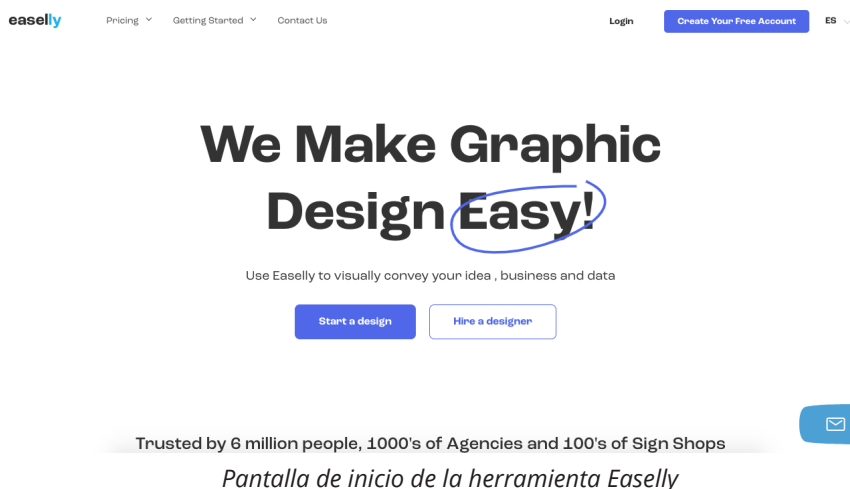 easelly Pricing Getting Started Contact Us Login Create Your Free Account ES
We Make Graphic
Design Easy!
Use Easelly to visually convey your idea , business and data
Start a design Hire a designer
Trusted by 6 million people, 1000's of Agencies and 100's of Sign Shops
Pantalla de inicio de la herramienta Easelly